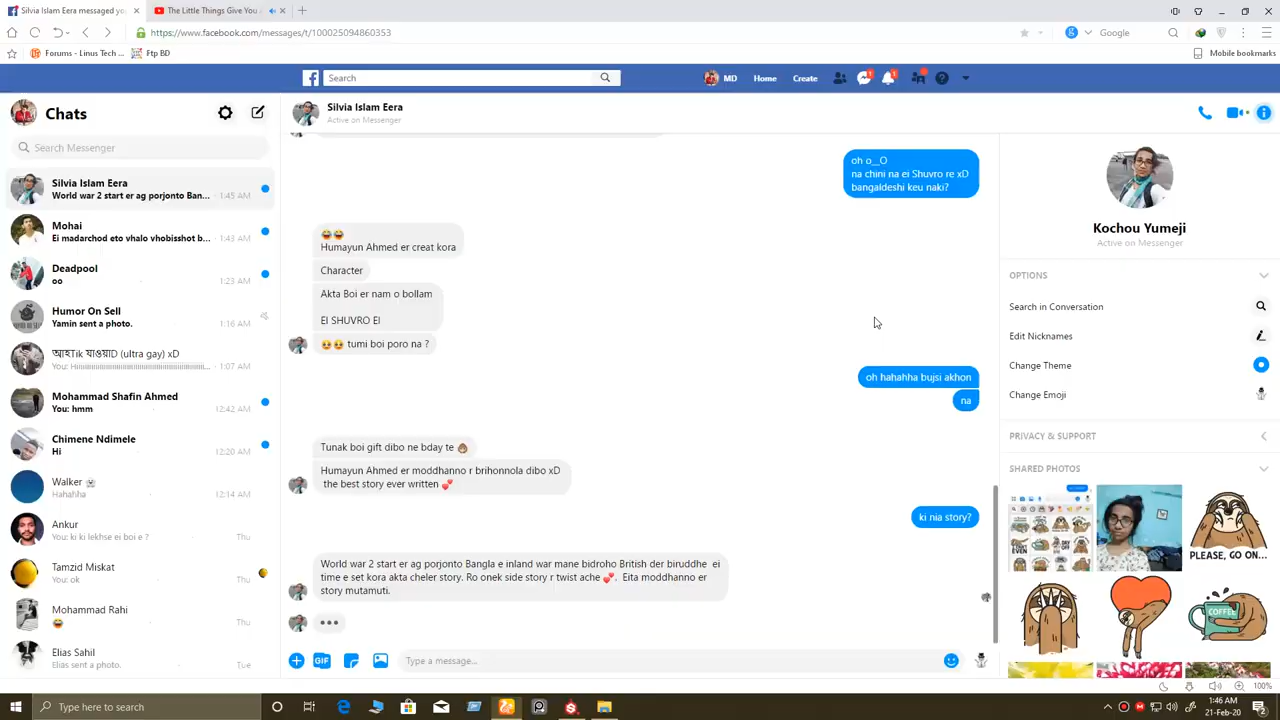 Silvia Islam Eera messaged yo
The Little Things Give You
https://www.facebook.com/messages/t/100025094860353
Google
Forums - Linus Tech ...
Ftp BD
Mobile bookmarks
Search
MD
Home
Create
1
1
Chats
Search Messenger
Silvia Islam Eera
World war 2 start er ag porjonto Ban...
1:45 AM
Mohai
Ei madarchod eto vhalo vhobisshot b...
1:43 AM
Deadpool
oo
1:23 AM
Humor On Sell
Yamin sent a photo.
1:16 AM
আহTik যাওয়াD (ultra gay) xD
1:07 AM
Mohammad Shafin Ahmed
You: hmm
12:42 AM
Chimene Ndimele
Hi
12:20 AM
Walker
Hahahha
12:14 AM
Ankur
You: ki ki lekhse ei boi e ?
Thu
Tamzid Miskat
You: ok
Thu
Mohammad Rahi
😂
Thu
Elias Sahil
Elias sent a photo.
Tue
Silvia Islam Eera
Active on Messenger
oh o__O
na chini na ei Shuvro re xD
bangaldeshi keu naki?
😂😂
Humayun Ahmed er creat kora
Character
Akta Boi er nam o bollam
EI SHUVRO EI
tumi boi poro na ?
oh hahahha bujsi akhon
na
Tunak boi gift dibo ne bday te
Humayun Ahmed er moddhanno r brihonnola dibo xD
the best story ever written 💕
ki nia story?
World war 2 start er ag porjonto Bangla e inland war mane bidroho British der biruddhe ei
time e set kora akta cheler story. Ro onek side story r twist ache 💕. Eita moddhanno er
story mutamuti.
Type a message...
GIF
Kochou Yumeji
Active on Messenger
OPTIONS
Search in Conversation
Edit Nicknames
Change Theme
Change Emoji
PRIVACY & SUPPORT
SHARED PHOTOS
PLEASE, GO ON...
COFFEE
100%
Type here to search
1:46 AM
21-Feb-20
2